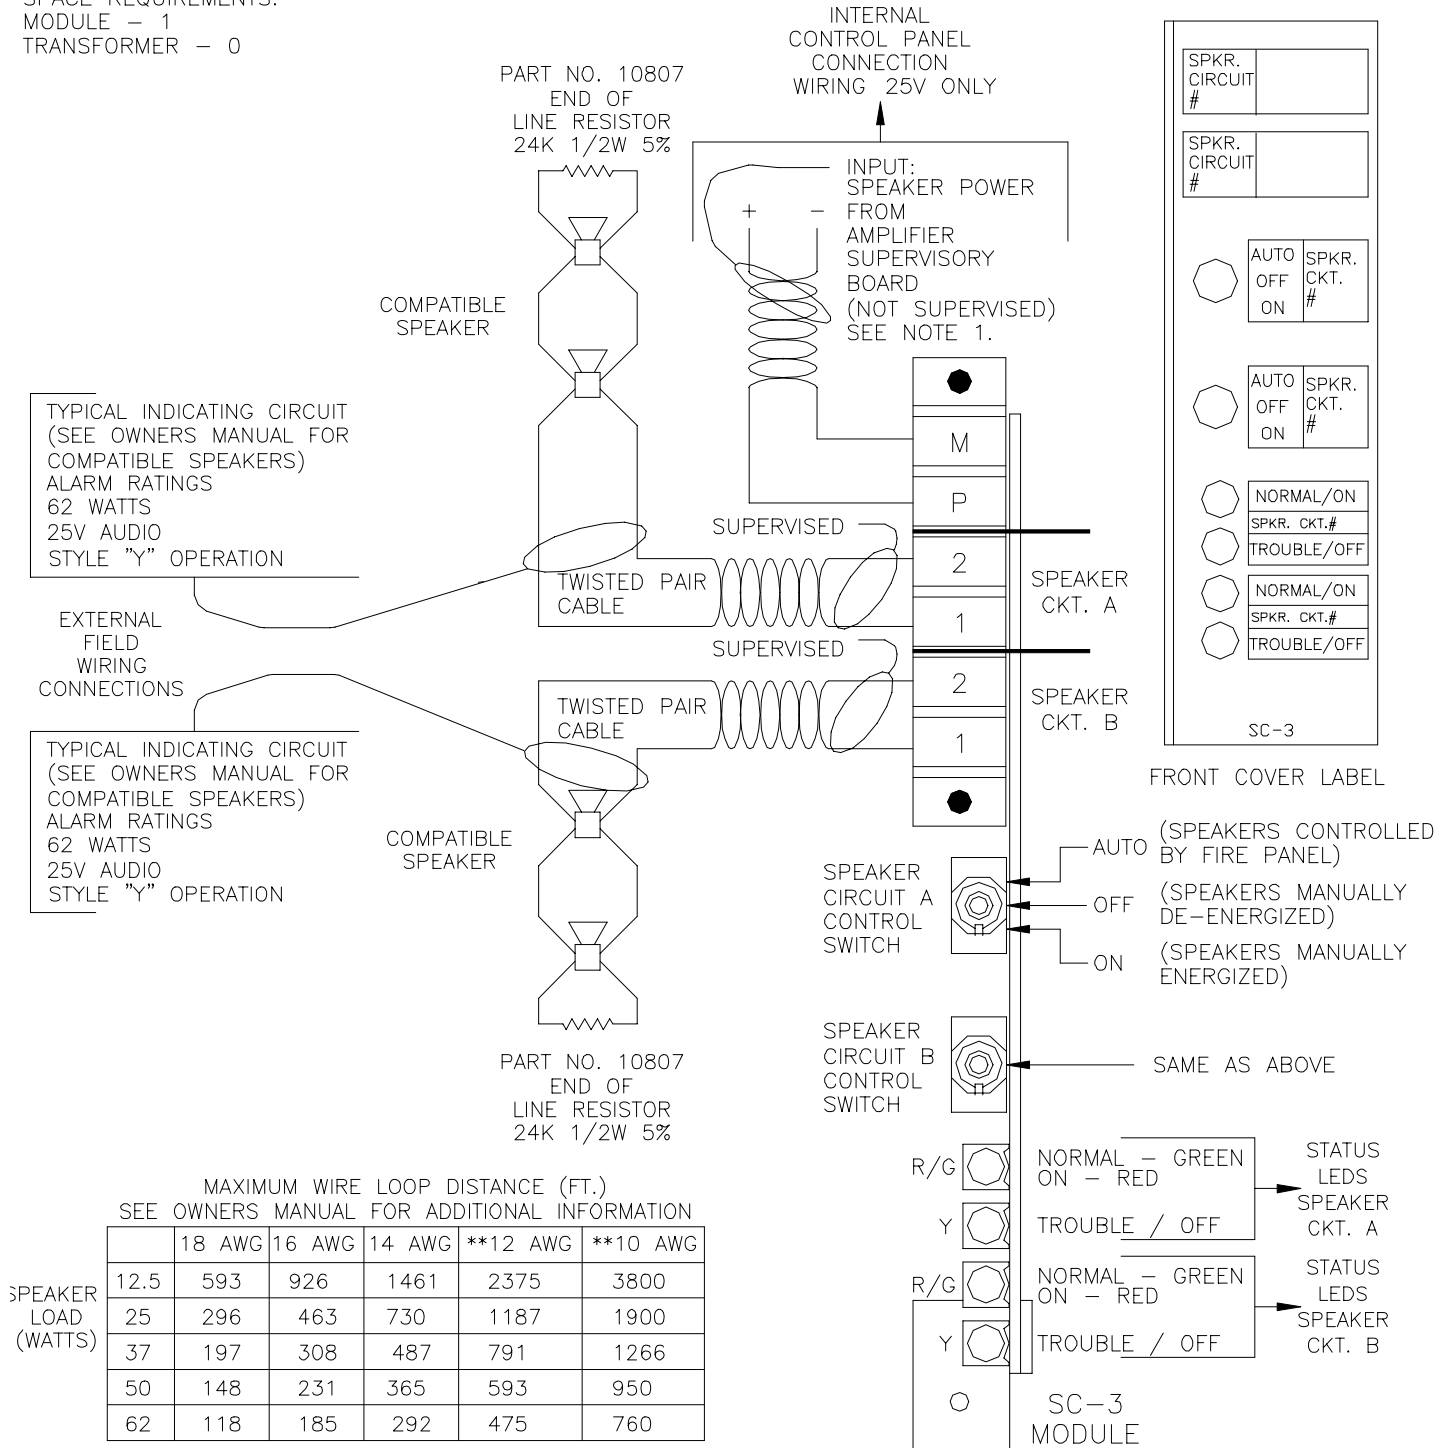 SPACE REQUIREMENTS:
MODULE – 1
TRANSFORMER – 0
PART NO. 10807
END OF
LINE RESISTOR
24K 1/2W 5%
INTERNAL
CONTROL PANEL
CONNECTION
WIRING 25V ONLY
INPUT:
SPEAKER POWER
FROM
AMPLIFIER
SUPERVISORY
BOARD
(NOT SUPERVISED)
SEE NOTE 1.
+ –
COMPATIBLE
SPEAKER
TYPICAL INDICATING CIRCUIT
(SEE OWNERS MANUAL FOR
COMPATIBLE SPEAKERS)
ALARM RATINGS
62 WATTS
25V AUDIO
STYLE "Y" OPERATION
EXTERNAL
FIELD
WIRING
CONNECTIONS
TYPICAL INDICATING CIRCUIT
(SEE OWNERS MANUAL FOR
COMPATIBLE SPEAKERS)
ALARM RATINGS
62 WATTS
25V AUDIO
STYLE "Y" OPERATION
SUPERVISED
TWISTED PAIR
CABLE
SUPERVISED
TWISTED PAIR
CABLE
COMPATIBLE
SPEAKER
PART NO. 10807
END OF
LINE RESISTOR
24K 1/2W 5%
M
P
2
1
2
1
SPEAKER
CKT. A
SPEAKER
CKT. B
SPKR.
CIRCUIT
#
SPKR.
CIRCUIT
#
AUTO
OFF
ON
SPKR.
CKT.
#
AUTO
OFF
ON
SPKR.
CKT.
#
NORMAL/ON
SPKR. CKT.#
TROUBLE/OFF
NORMAL/ON
SPKR. CKT.#
TROUBLE/OFF
SC–3
FRONT COVER LABEL
SPEAKER
CIRCUIT A
CONTROL
SWITCH
AUTO (SPEAKERS CONTROLLED
BY FIRE PANEL)
OFF (SPEAKERS MANUALLY
DE–ENERGIZED)
ON (SPEAKERS MANUALLY
ENERGIZED)
SPEAKER
CIRCUIT B
CONTROL
SWITCH
SAME AS ABOVE
R/G NORMAL – GREEN
ON – RED
Y TROUBLE / OFF
STATUS
LEDS
SPEAKER
CKT. A
R/G NORMAL – GREEN
ON – RED
Y TROUBLE / OFF
STATUS
LEDS
SPEAKER
CKT. B
SC–3
MODULE
MAXIMUM WIRE LOOP DISTANCE (FT.)
SEE OWNERS MANUAL FOR ADDITIONAL INFORMATION
18 AWG 16 AWG 14 AWG **12 AWG **10 AWG
SPEAKER
LOAD
(WATTS)
12.5 593 926 1461 2375 3800
25 296 463 730 1187 1900
37 197 308 487 791 1266
50 148 231 365 593 950
62 118 185 292 475 760